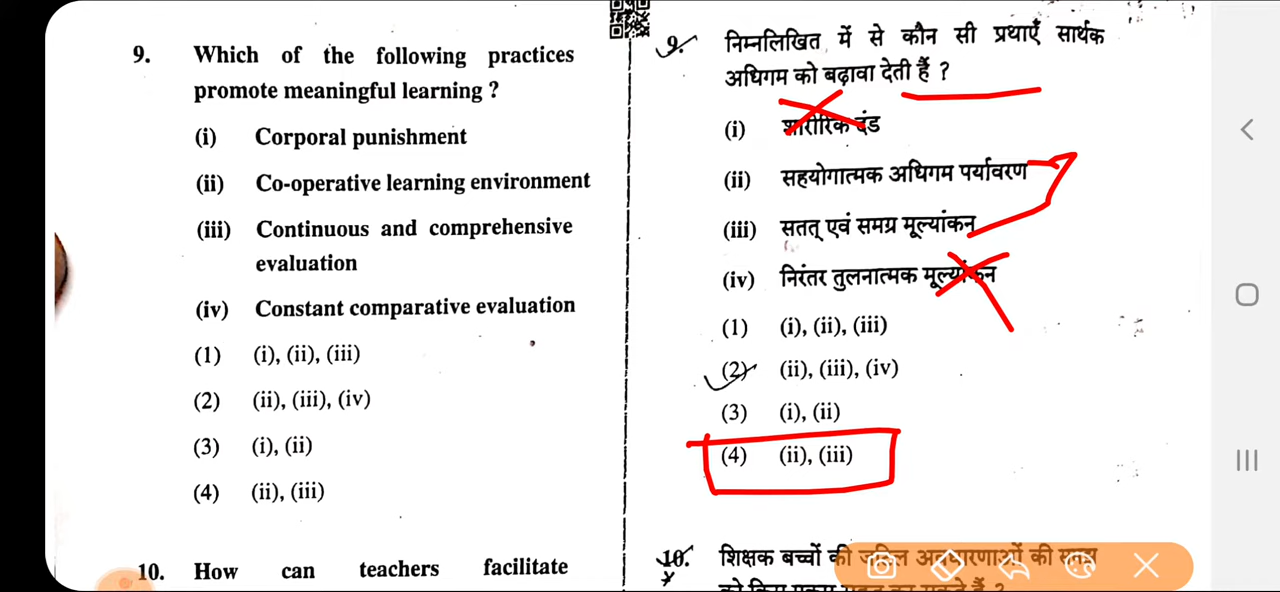 9. Which of the following practices
promote meaningful learning ?
(i) Corporal punishment
(ii) Co-operative learning environment
(iii) Continuous and comprehensive
evaluation
(iv) Constant comparative evaluation
(1) (i), (ii), (iii)
(2) (ii), (iii), (iv)
(3) (i), (ii)
(4) (ii), (iii)
10. How can teachers facilitate
9. निम्नलिखित में से कौन सी प्रथाएँ सार्थक
अधिगम को बढ़ावा देती हैं ?
(i) शारीरिक दंड
(ii) सहयोगात्मक अधिगम पर्यावरण
(iii) सतत् एवं समग्र मूल्यांकन
(iv) निरंतर तुलनात्मक मूल्यांकन
(1) (i), (ii), (iii)
(2) (ii), (iii), (iv)
(3) (i), (ii)
(4) (ii), (iii)
10. शिक्षक बच्चों की जटिल अवधारणाओं की समझ